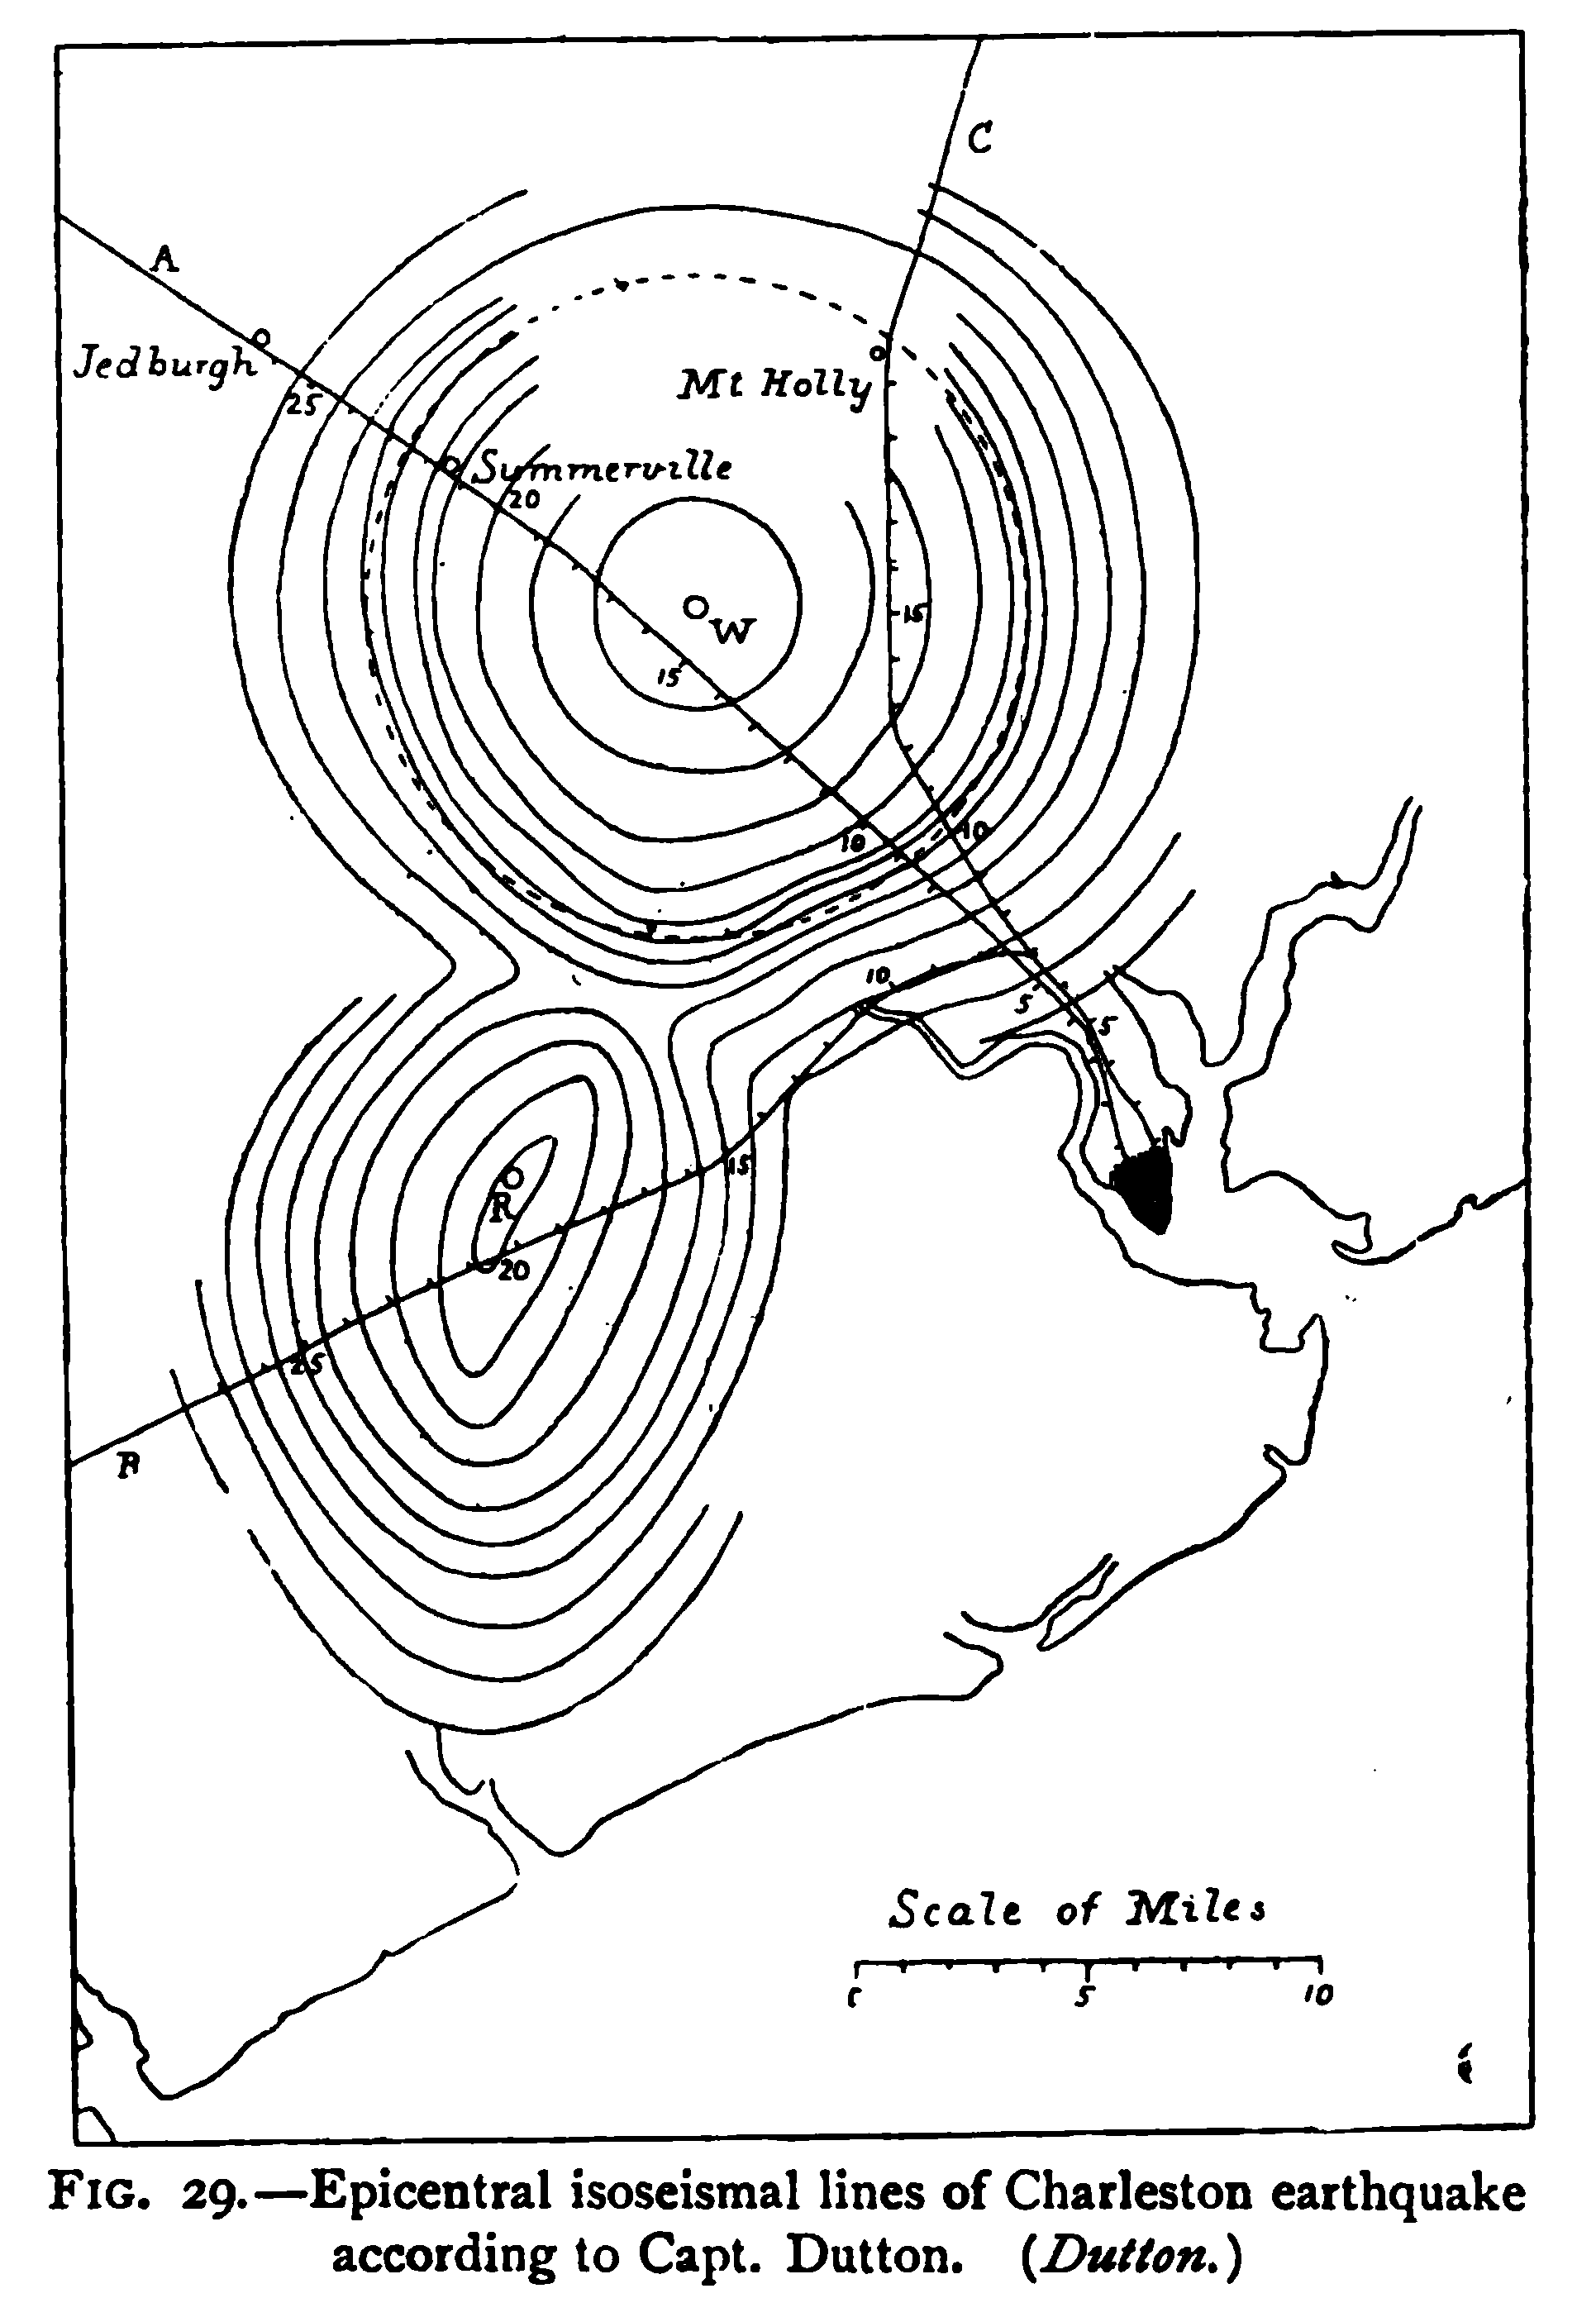 C
A
Jedburgh
25
Mt Holly
Summerville
20
W
15
15
10
10
10
5
5
15
R
20
25
B
Scale of Miles
5
10
FIG. 29.—Epicentral isoseismal lines of Charleston earthquake
according to Capt. Dutton. (Dutton.)